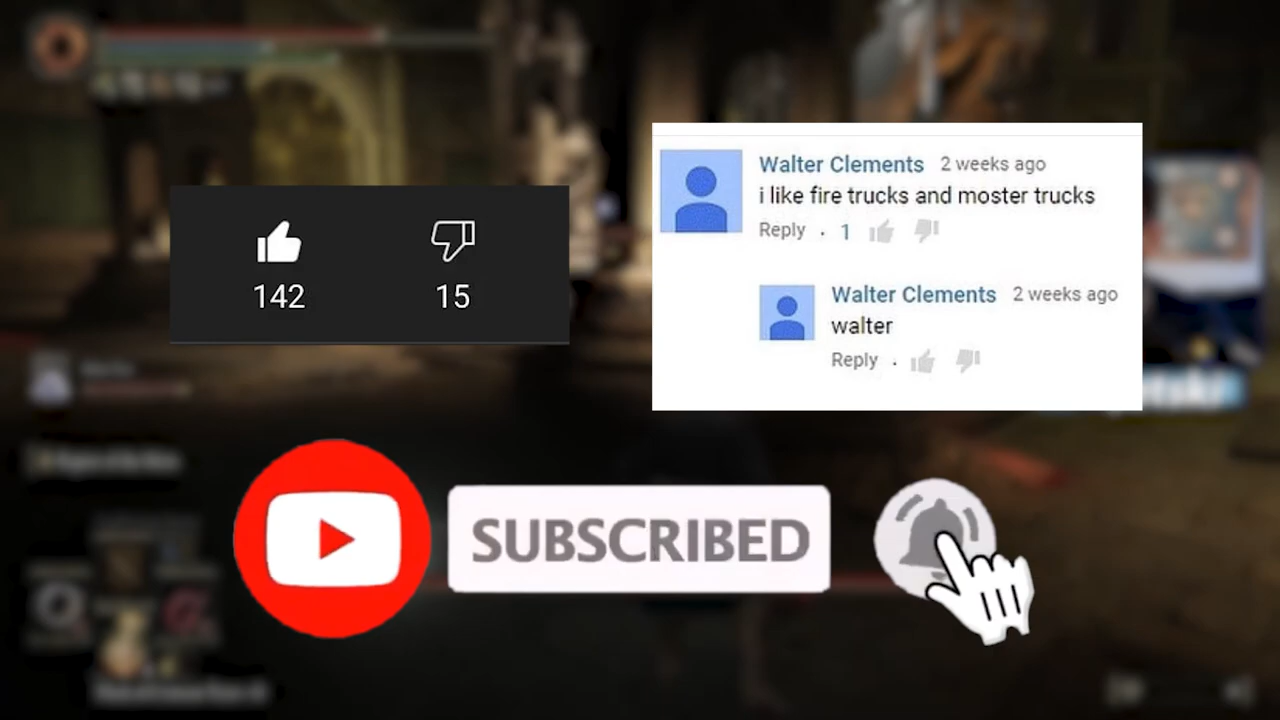 142
15
Walter Clements 2 weeks ago
i like fire trucks and moster trucks
Reply · 1
Walter Clements 2 weeks ago
walter
Reply ·
SUBSCRIBED